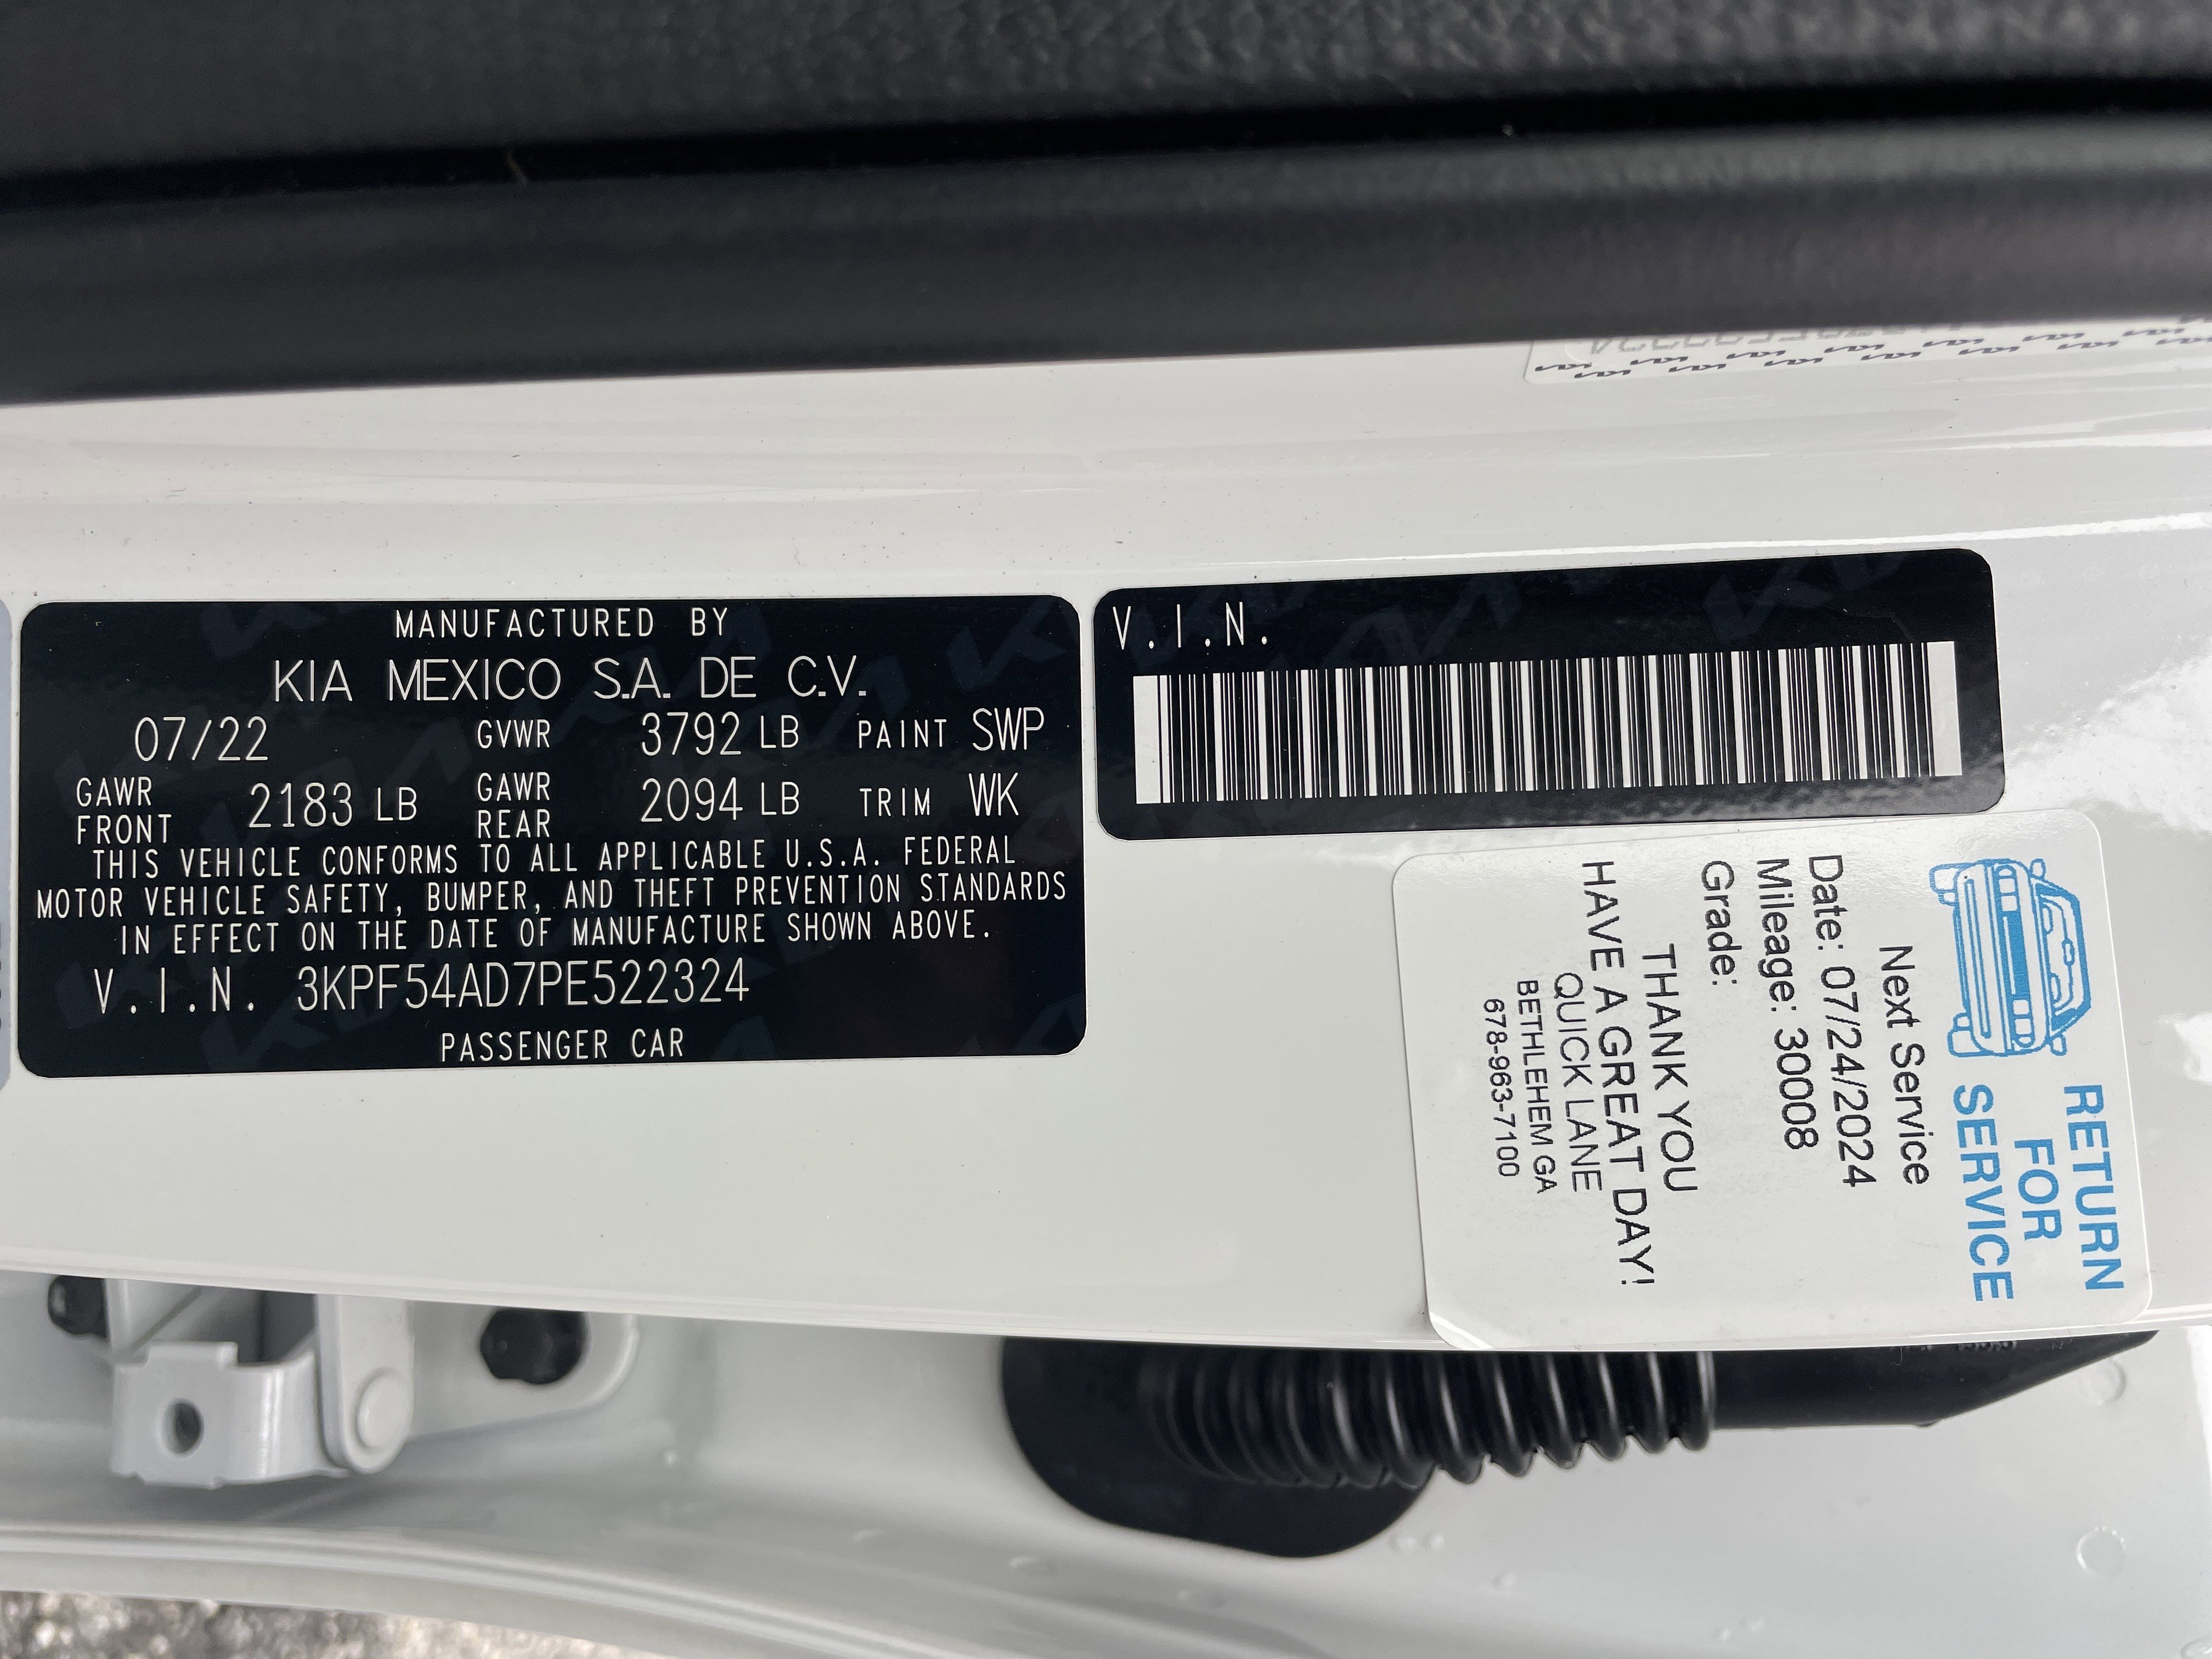 MANUFACTURED BY
KIA MEXICO S.A. DE C.V.
07/22 GVWR 3792 LB PAINT SWP
GAWR FRONT 2183 LB GAWR REAR 2094 LB TRIM WK
THIS VEHICLE CONFORMS TO ALL APPLICABLE U.S.A. FEDERAL
MOTOR VEHICLE SAFETY, BUMPER, AND THEFT PREVENTION STANDARDS
IN EFFECT ON THE DATE OF MANUFACTURE SHOWN ABOVE.
V.I.N. 3KPF54AD7PE522324
PASSENGER CAR
V.I.N.
RETURN
FOR
SERVICE
Next Service
Date: 07/24/2024
Mileage: 30008
Grade:
THANK YOU
HAVE A GREAT DAY!
QUICK LANE
BETHLEHEM GA
678-963-7100